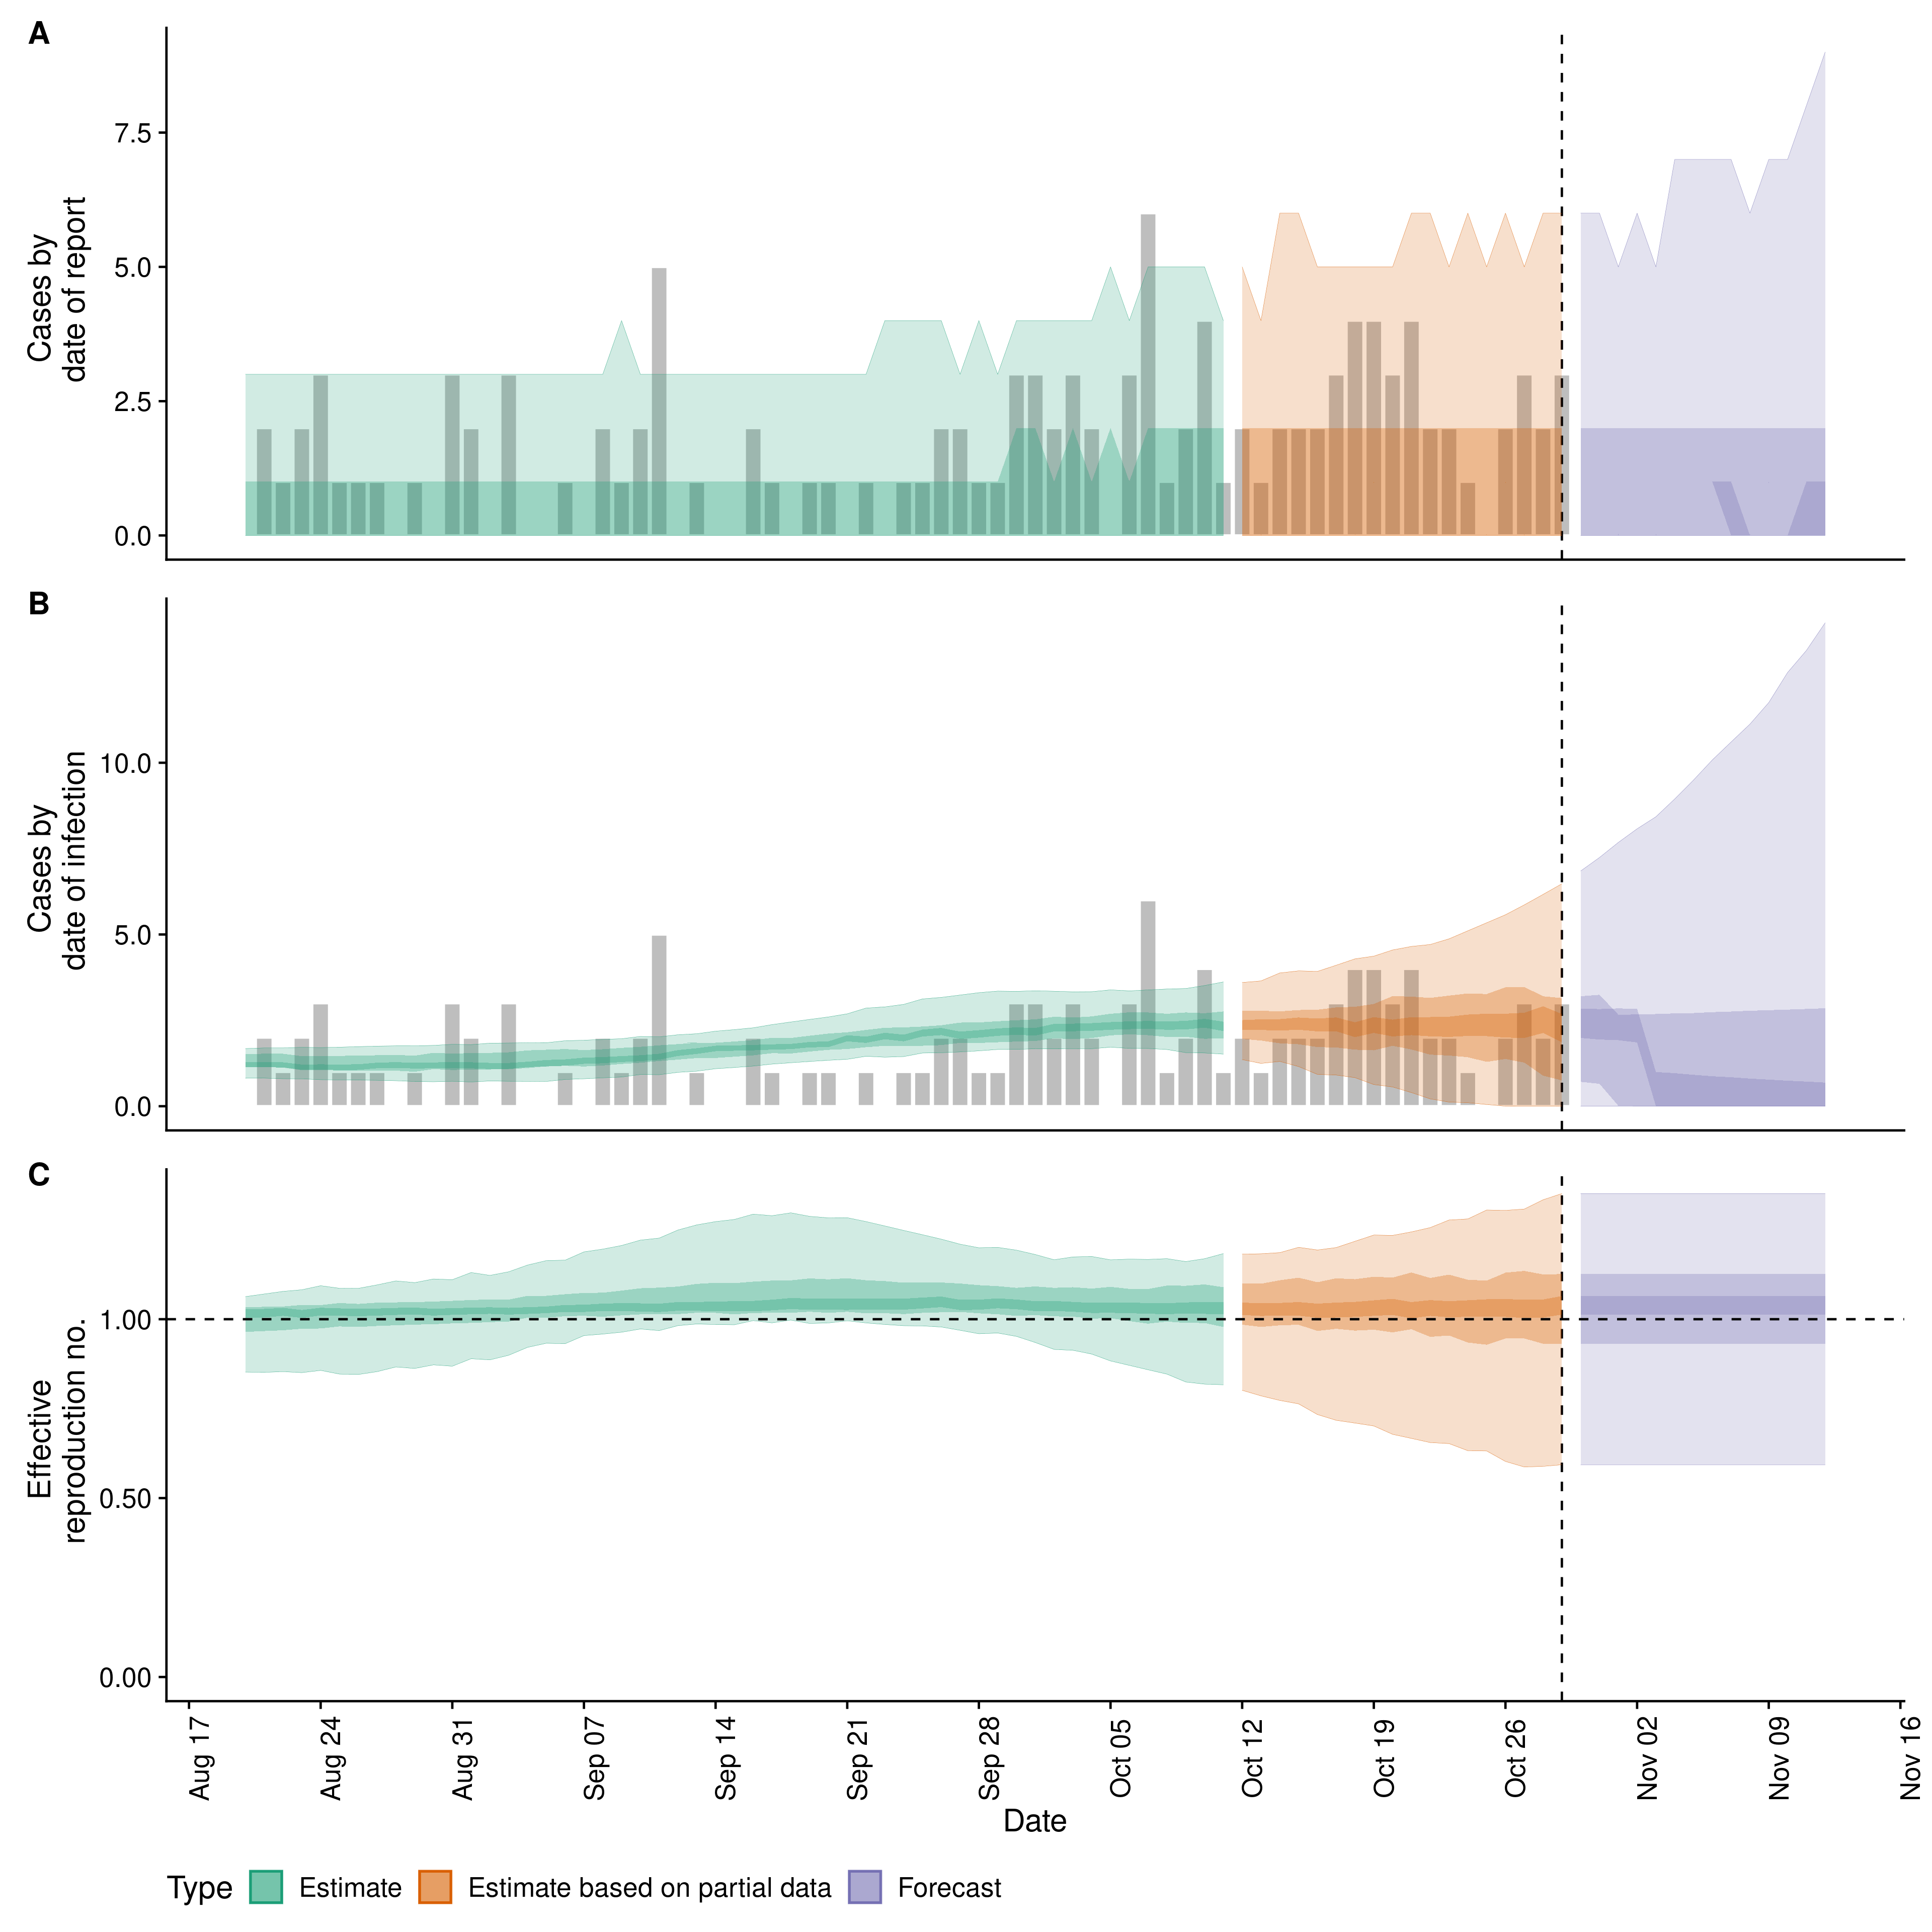 A
Cases by
date of report
7.5
5.0
2.5
0.0
B
Cases by
date of infection
10.0
5.0
0.0
C
Effective
reproduction no.
1.00
0.50
0.00
Aug 17
Aug 24
Aug 31
Sep 07
Sep 14
Sep 21
Sep 28
Oct 05
Oct 12
Oct 19
Oct 26
Nov 02
Nov 09
Nov 16
Date
Type Estimate Estimate based on partial data Forecast